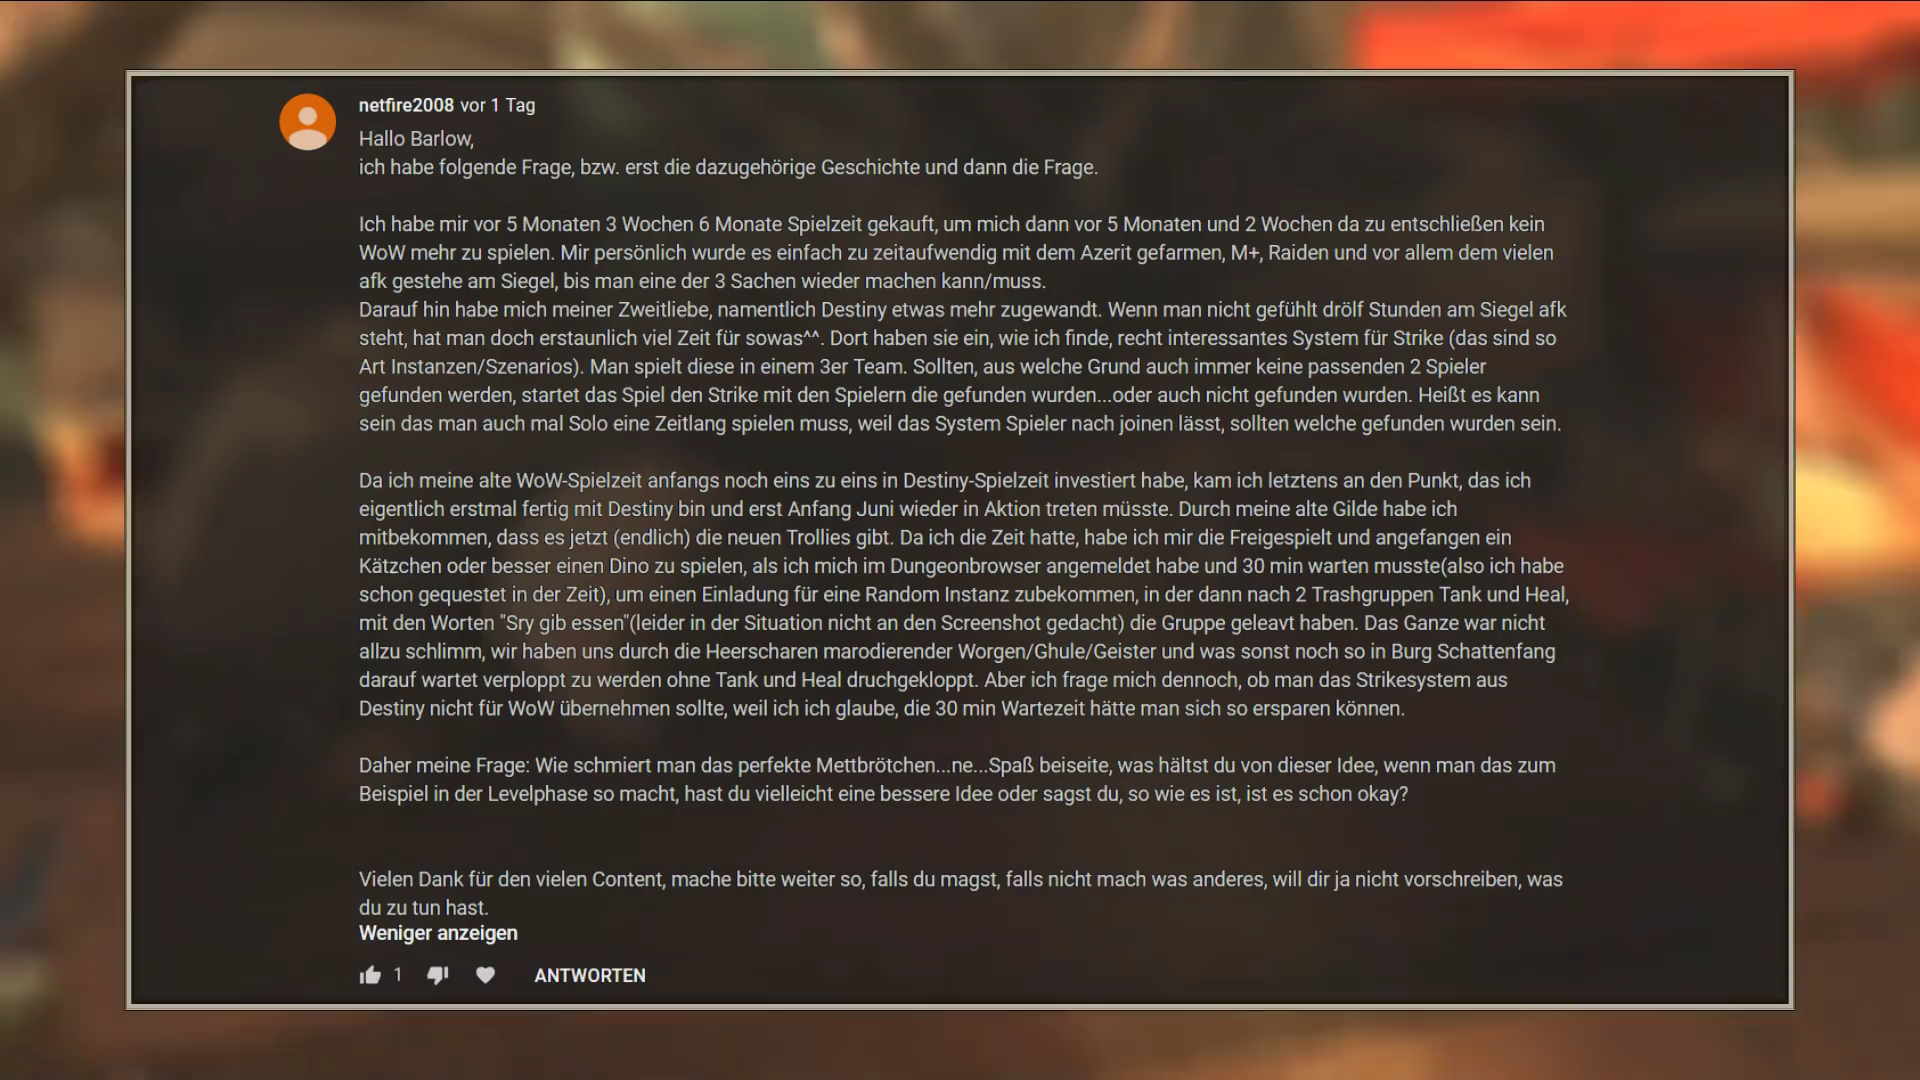 netfire2008 vor 1 Tag
Hallo Barlow,
ich habe folgende Frage, bzw. erst die dazugehörige Geschichte und dann die Frage.
Ich habe mir vor 5 Monaten 3 Wochen 6 Monate Spielzeit gekauft, um mich dann vor 5 Monaten und 2 Wochen da zu entschließen kein
WoW mehr zu spielen. Mir persönlich wurde es einfach zu zeitaufwendig mit dem Azerit gefarmen, M+, Raiden und vor allem dem vielen
afk gestehe am Siegel, bis man eine der 3 Sachen wieder machen kann/muss.
Darauf hin habe mich meiner Zweitliebe, namentlich Destiny etwas mehr zugewandt. Wenn man nicht gefühlt drölf Stunden am Siegel afk
steht, hat man doch erstaunlich viel Zeit für sowas^^. Dort haben sie ein, wie ich finde, recht interessantes System für Strike (das sind so
Art Instanzen/Szenarios). Man spielt diese in einem 3er Team. Sollten, aus welche Grund auch immer keine passenden 2 Spieler
gefunden werden, startet das Spiel den Strike mit den Spielern die gefunden wurden...oder auch nicht gefunden wurden. Heißt es kann
sein das man auch mal Solo eine Zeitlang spielen muss, weil das System Spieler nach joinen lässt, sollten welche gefunden wurden sein.
Da ich meine alte WoW-Spielzeit anfangs noch eins zu eins in Destiny-Spielzeit investiert habe, kam ich letztens an den Punkt, das ich
eigentlich erstmal fertig mit Destiny bin und erst Anfang Juni wieder in Aktion treten müsste. Durch meine alte Gilde habe ich
mitbekommen, dass es jetzt (endlich) die neuen Trollies gibt. Da ich die Zeit hatte, habe ich mir die Freigespielt und angefangen ein
Kätzchen oder besser einen Dino zu spielen, als ich mich im Dungeonbrowser angemeldet habe und 30 min warten musste(also ich habe
schon gequestet in der Zeit), um einen Einladung für eine Random Instanz zubekommen, in der dann nach 2 Trashgruppen Tank und Heal,
mit den Worten "Sry gib essen"(leider in der Situation nicht an den Screenshot gedacht) die Gruppe geleavt haben. Das Ganze war nicht
allzu schlimm, wir haben uns durch die Heerscharen marodierender Worgen/Ghule/Geister und was sonst noch so in Burg Schattenfang
darauf wartet verploppt zu werden ohne Tank und Heal druchgekloppt. Aber ich frage mich dennoch, ob man das Strikesystem aus
Destiny nicht für WoW übernehmen sollte, weil ich ich glaube, die 30 min Wartezeit hätte man sich so ersparen können.
Daher meine Frage: Wie schmiert man das perfekte Mettbrötchen...ne...Spaß beiseite, was hältst du von dieser Idee, wenn man das zum
Beispiel in der Levelphase so macht, hast du vielleicht eine bessere Idee oder sagst du, so wie es ist, ist es schon okay?
Vielen Dank für den vielen Content, mache bitte weiter so, falls du magst, falls nicht mach was anderes, will dir ja nicht vorschreiben, was
du zu tun hast.
Weniger anzeigen
1 ANTWORTEN